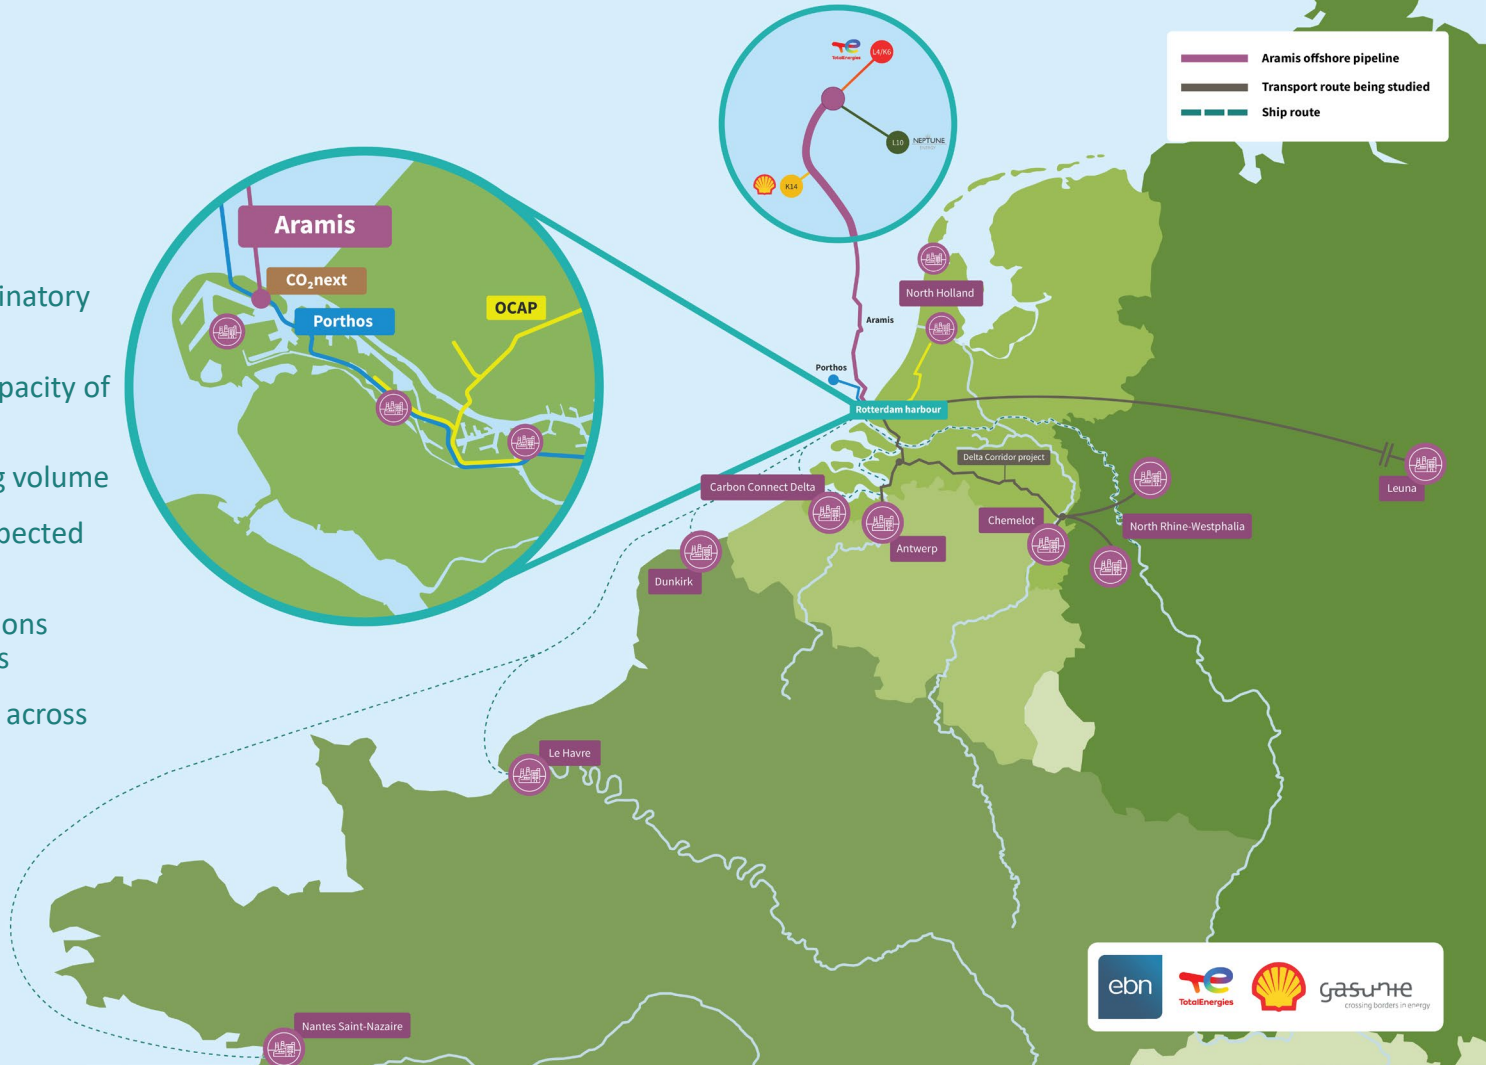 inatory
pacity of
g volume
pected
ons
s
across
Aramis offshore pipeline
Transport route being studied
Ship route
TotalEnergies
L4/K6
L10
NEPTUNE
K14
Aramis
CO₂next
Porthos
OCAP
North Holland
Aramis
Porthos
Rotterdam harbour
Delta Corridor project
Leuna
Carbon Connect Delta
Chemelot
North Rhine-Westphalia
Antwerp
Dunkirk
Le Havre
Nantes Saint-Nazaire
ebn
TotalEnergies
gasunie
crossing borders in energy